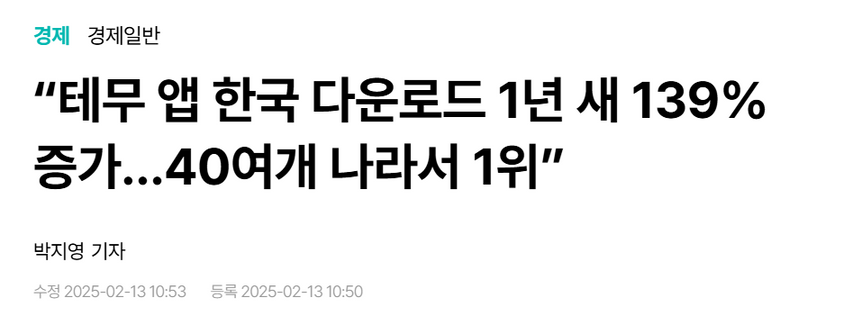 경제 경제일반
“테무 앱 한국 다운로드 1년 새 139%
증가…40여개 나라서 1위”
박지영 기자
수정 2025-02-13 10:53 등록 2025-02-13 10:50